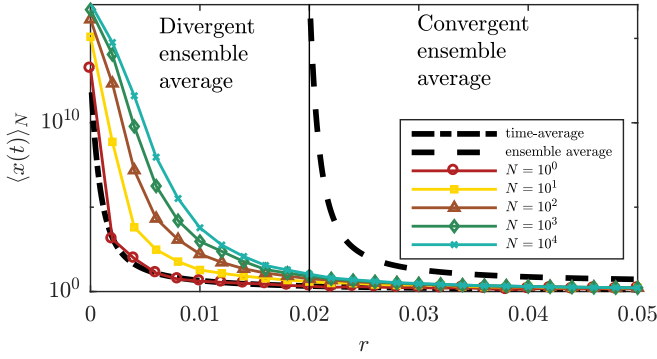 Divergent
ensemble
average
Convergent
ensemble
average
10^10
10^0
⟨x(t)⟩_N
time-average
ensemble average
N = 10^0
N = 10^1
N = 10^2
N = 10^3
N = 10^4
0 0.01 0.02 0.03 0.04 0.05
r